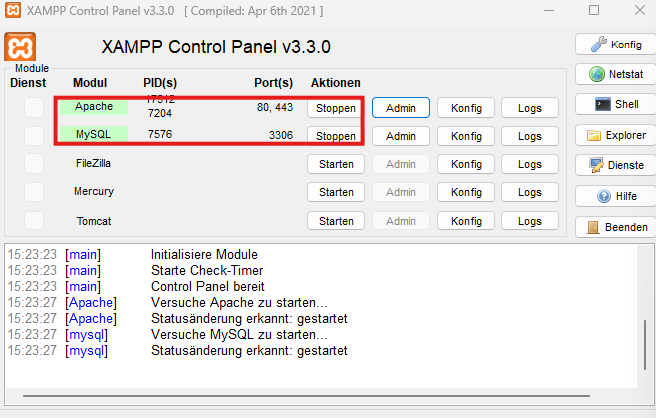 XAMPP Control Panel v3.3.0 [ Compiled: Apr 6th 2021 ]
XAMPP Control Panel v3.3.0
Konfig
Netstat
Shell
Explorer
Dienste
Hilfe
Beenden
Module
Dienst Modul PID(s) Port(s) Aktionen
Apache 7204 80, 443 Stoppen Admin Konfig Logs
MySQL 7576 3306 Stoppen Admin Konfig Logs
FileZilla Starten Admin Konfig Logs
Mercury Starten Admin Konfig Logs
Tomcat Starten Admin Konfig Logs
15:23:23 [main] Initialisiere Module
15:23:23 [main] Starte Check-Timer
15:23:23 [main] Control Panel bereit
15:23:27 [Apache] Versuche Apache zu starten...
15:23:27 [Apache] Statusänderung erkannt: gestartet
15:23:27 [mysql] Versuche MySQL zu starten...
15:23:27 [mysql] Statusänderung erkannt: gestartet